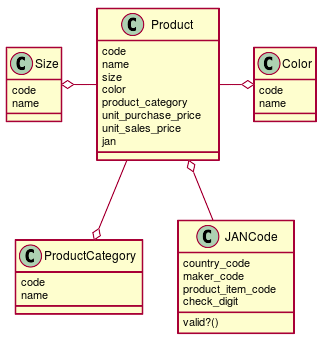 C Product
code
name
size
color
product_category
unit_purchase_price
unit_sales_price
jan
C Size
code
name
C Color
code
name
C ProductCategory
code
name
C JANCode
country_code
maker_code
product_item_code
check_digit
valid?()